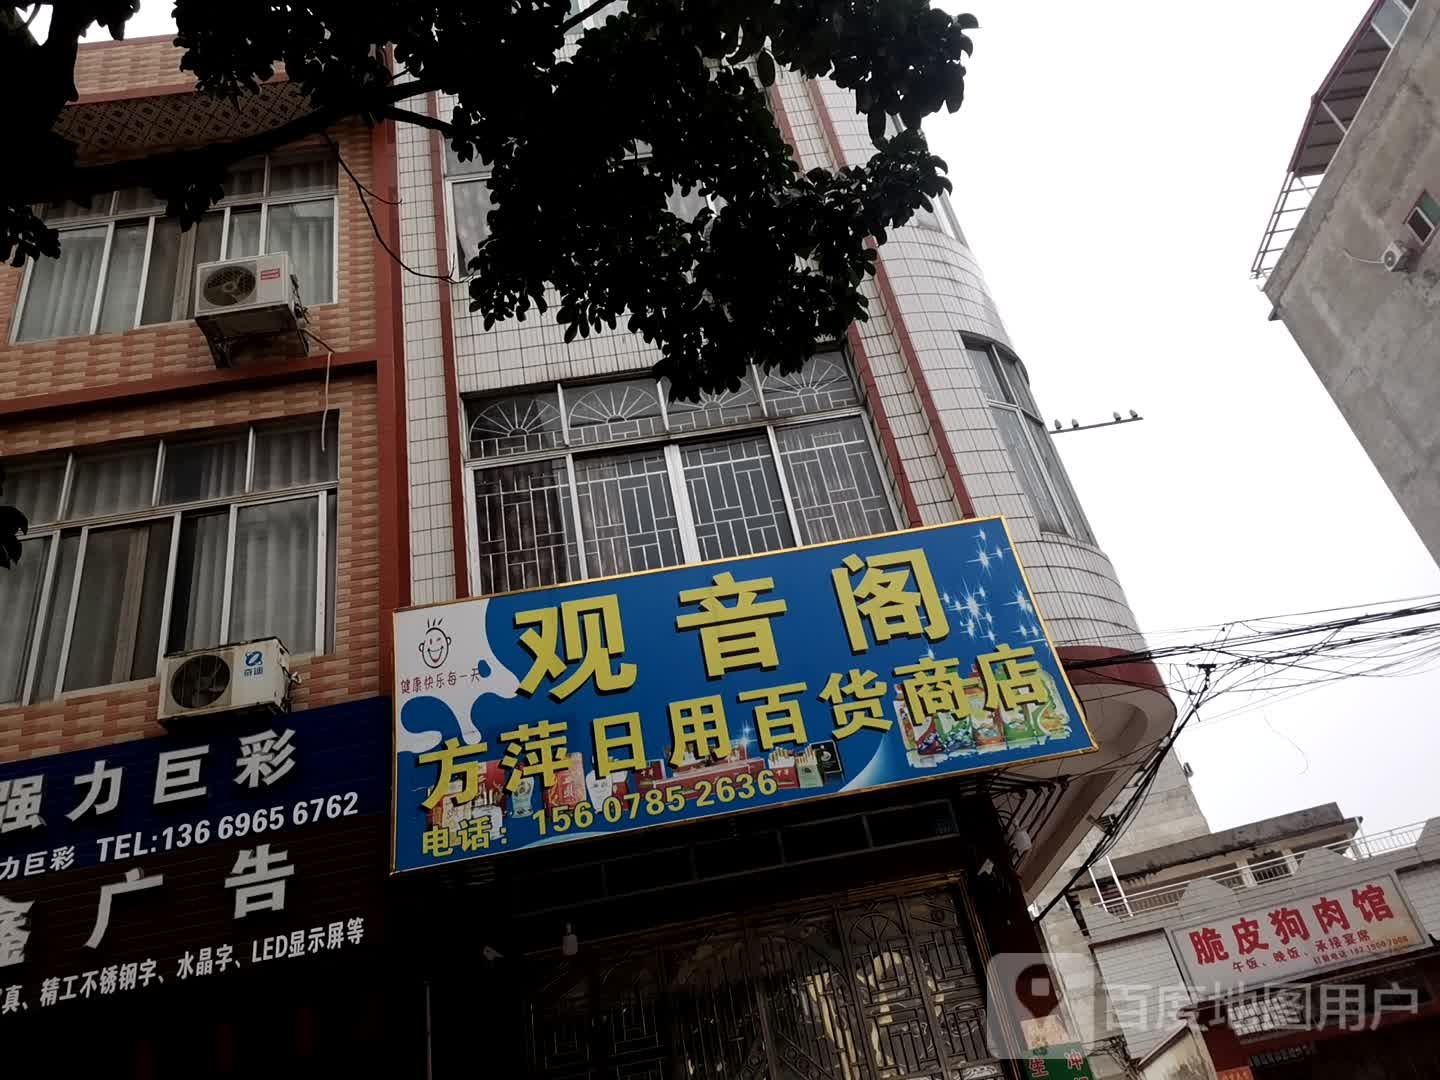 健康快乐每一天
观音阁
方萍日用百货商店
电话：156 0785 2636
强力巨彩
力巨彩 TEL:136 6965 6762
鑫广告
真、精工不锈钢字、水晶字、LED显示屏等
奇迪
脆皮狗肉馆
午饭、晚饭、承接宴席
百度地图用户